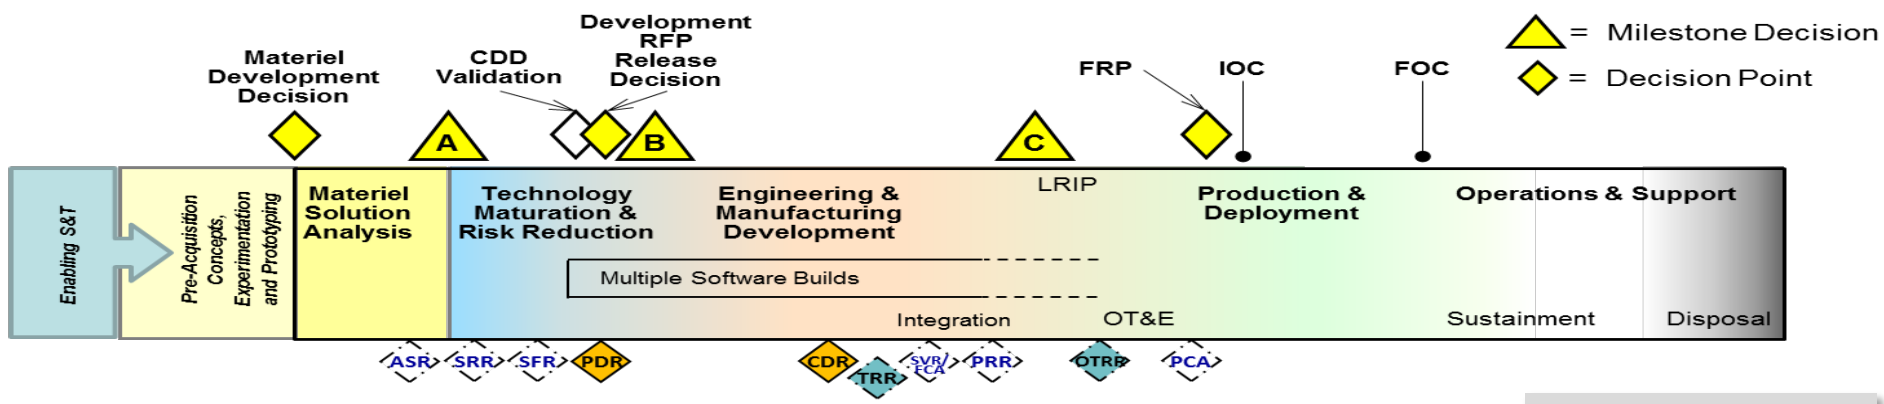 Materiel
Development
Decision
CDD
Validation
Development
RFP
Release
Decision
FRP
IOC
FOC
= Milestone Decision
= Decision Point
A
B
C
Enabling S&T
Pre-Acquisition
Concepts,
Experimentation
and Prototyping
Materiel
Solution
Analysis
Technology
Maturation &
Risk Reduction
Engineering &
Manufacturing
Development
LRIP
Production &
Deployment
Operations & Support
Multiple Software Builds
Integration
OT&E
Sustainment
Disposal
ASR
SRR
SFR
PDR
CDR
TRR
SVR/
FCA
PRR
OTRR
PCA